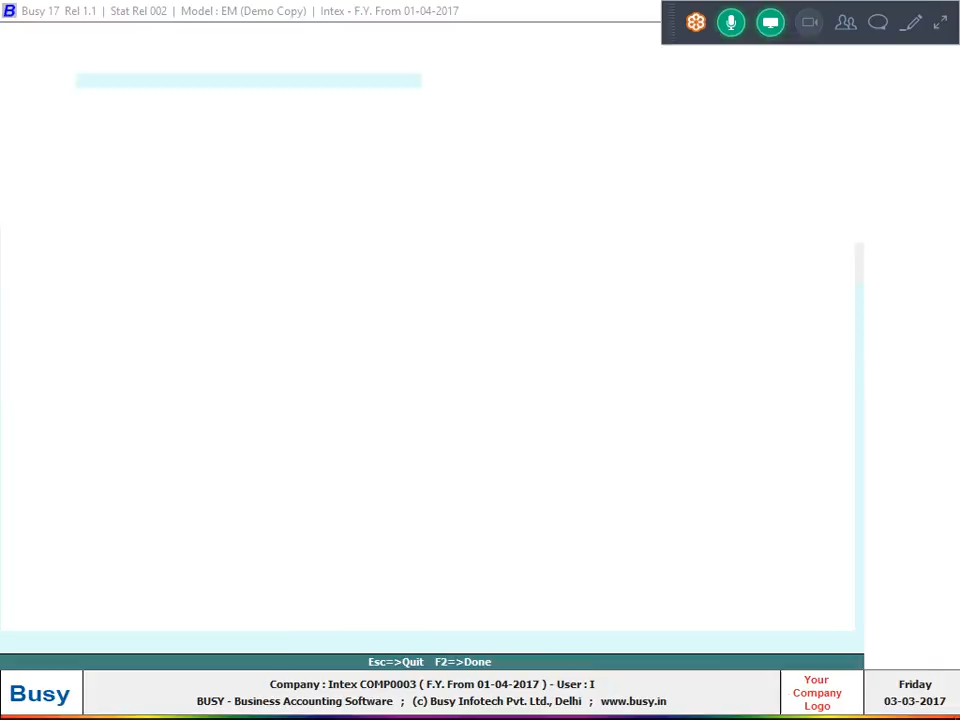 Busy 17 Rel 1.1 | Stat Rel 002 | Model : EM (Demo Copy) | Intex - F.Y. From 01-04-2017
Esc=>Quit F2=>Done
Busy
Company : Intex COMP0003 ( F.Y. From 01-04-2017 ) - User : I
BUSY - Business Accounting Software ; (c) Busy Infotech Pvt. Ltd., Delhi ; www.busy.in
Your
Company
Logo
Friday
03-03-2017